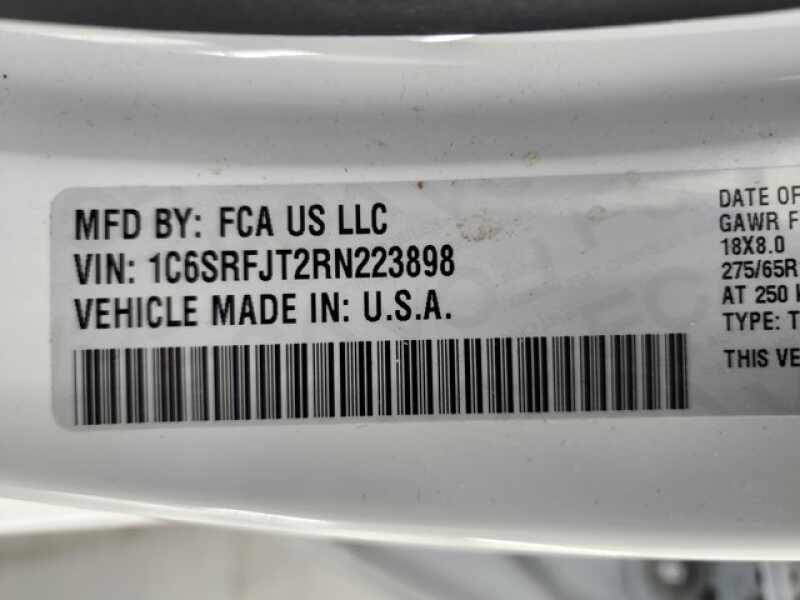 MFD BY: FCA US LLC
VIN: 1C6SRFJT2RN223898
VEHICLE MADE IN: U.S.A.
DATE OF
GAWR F
18X8.0
275/65R
AT 250
TYPE: T
THIS VE